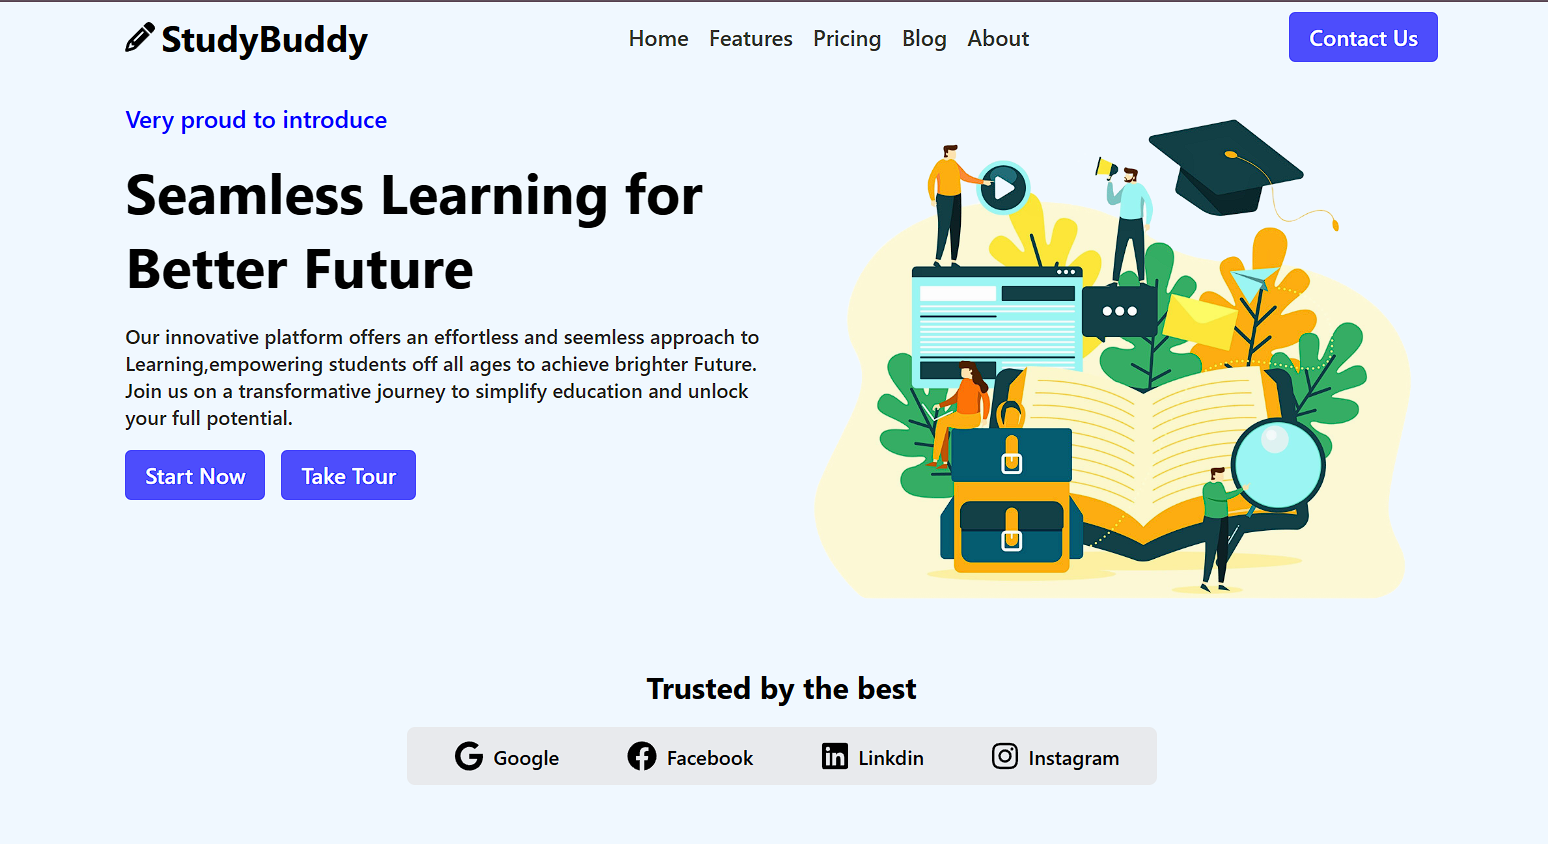 StudyBuddy
Home Features Pricing Blog About
Contact Us
Very proud to introduce
Seamless Learning for
Better Future
Our innovative platform offers an effortless and seemless approach to
Learning,empowering students off all ages to achieve brighter Future.
Join us on a transformative journey to simplify education and unlock
your full potential.
Start Now Take Tour
Trusted by the best
Google Facebook Linkdin Instagram